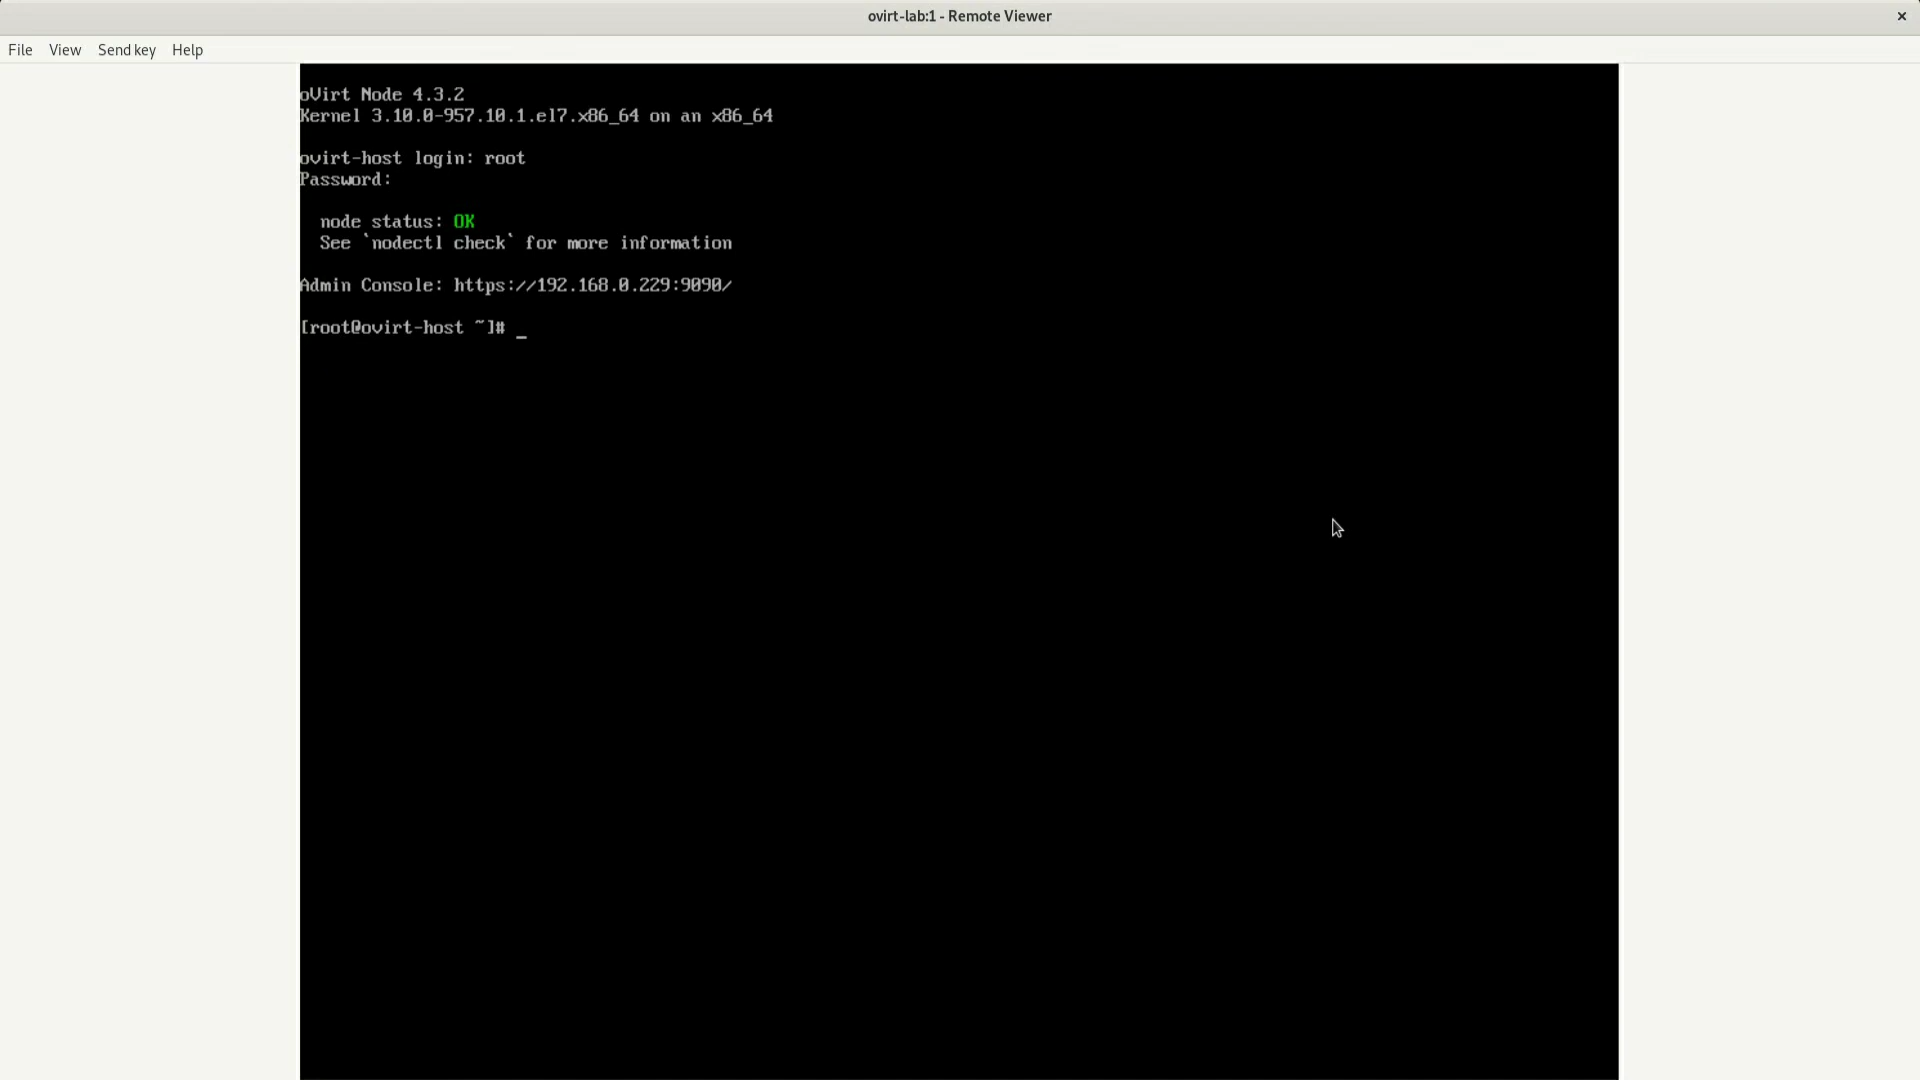 ovirt-lab:1 - Remote Viewer
File View Send key Help
oVirt Node 4.3.2
Kernel 3.10.0-957.10.1.el7.x86_64 on an x86_64
ovirt-host login: root
Password:
node status: OK
See `nodectl check` for more information
Admin Console: https://192.168.0.229:9090/
[root@ovirt-host ~]# _